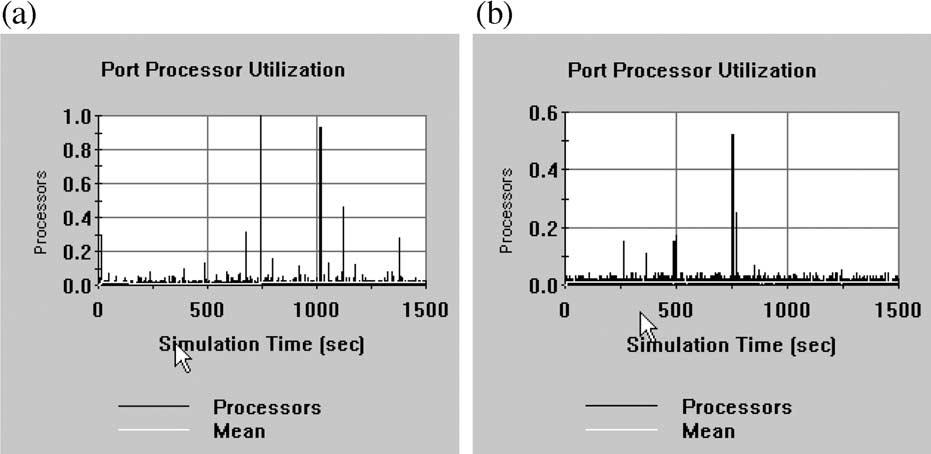 (a)
Port Processor Utilization
1.0
0.8
0.6
0.4
0.2
0.0
Processors
0 500 1000 1500
Simulation Time (sec)
Processors
Mean
(b)
Port Processor Utilization
0.6
0.4
0.2
0.0
Processors
0 500 1000 1500
Simulation Time (sec)
Processors
Mean